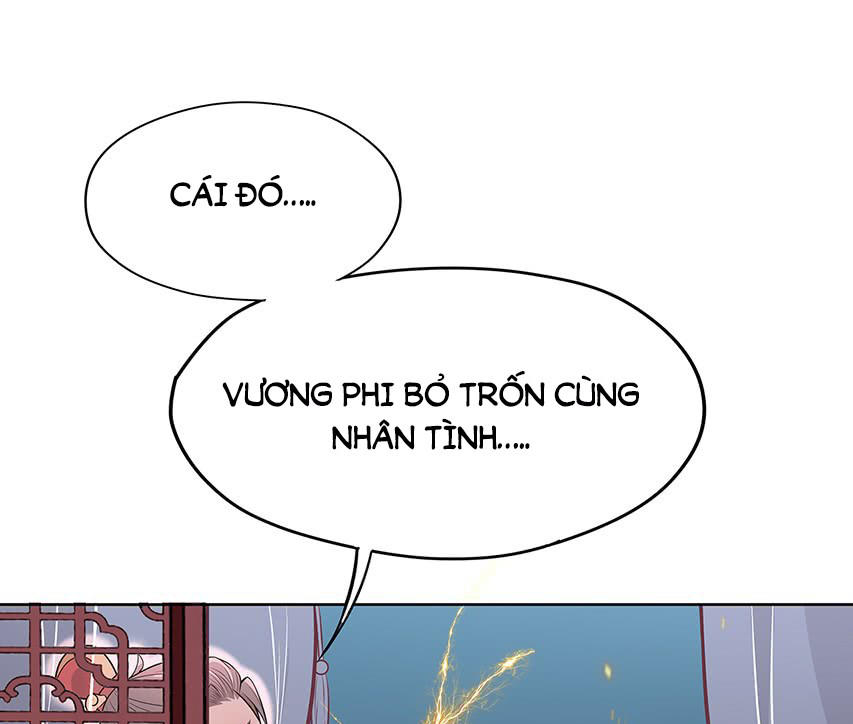 CÁI ĐÓ.....
VƯƠNG PHI BỎ TRỐN CÙNG
NHÂN TÌNH.....